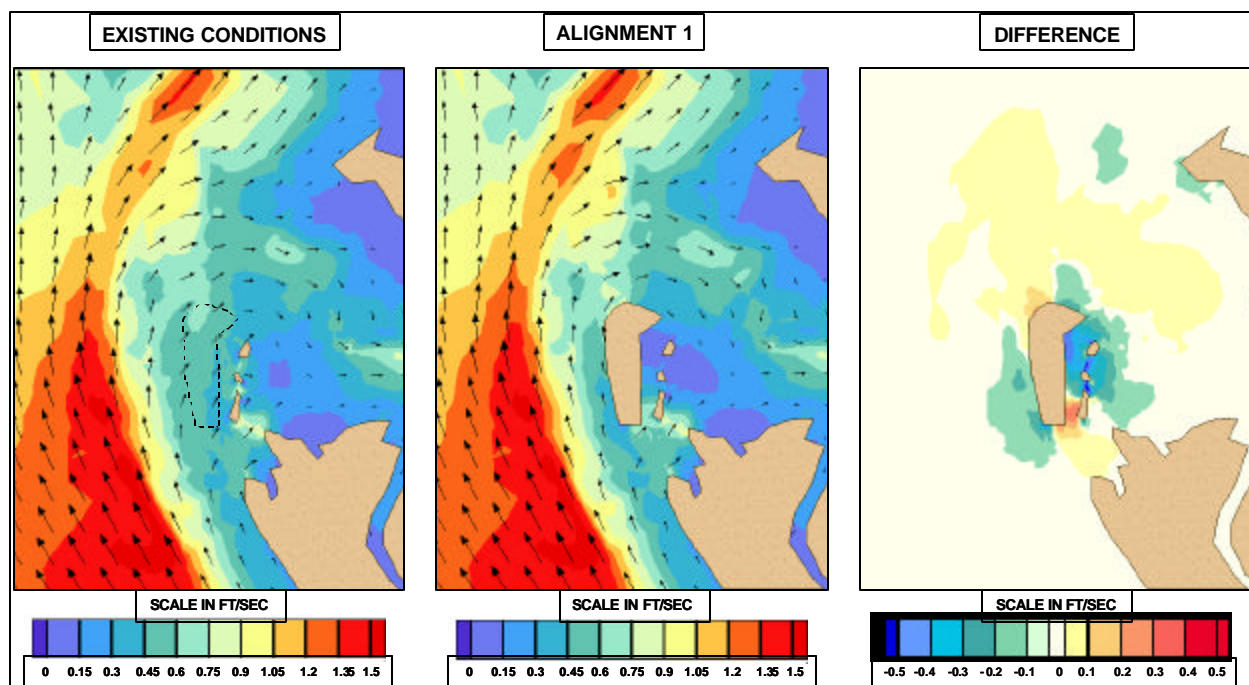 EXISTING CONDITIONS
ALIGNMENT 1
DIFFERENCE
SCALE IN FT/SEC
SCALE IN FT/SEC
SCALE IN FT/SEC
0 0.15 0.3 0.45 0.6 0.75 0.9 1.05 1.2 1.35 1.5
0 0.15 0.3 0.45 0.6 0.75 0.9 1.05 1.2 1.35 1.5
-0.5 -0.4 -0.3 -0.2 -0.1 0 0.1 0.2 0.3 0.4 0.5